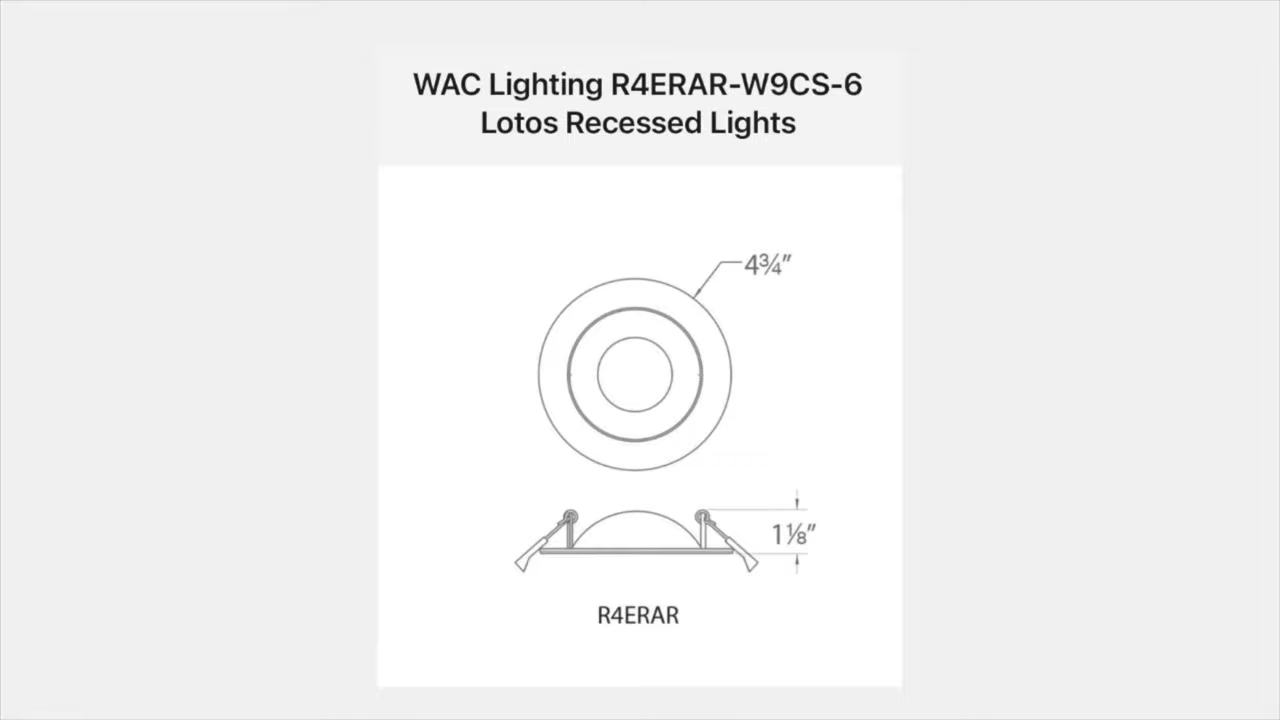 WAC Lighting R4ERAR-W9CS-6
Lotos Recessed Lights
4¾"
1⅛"
R4ERAR